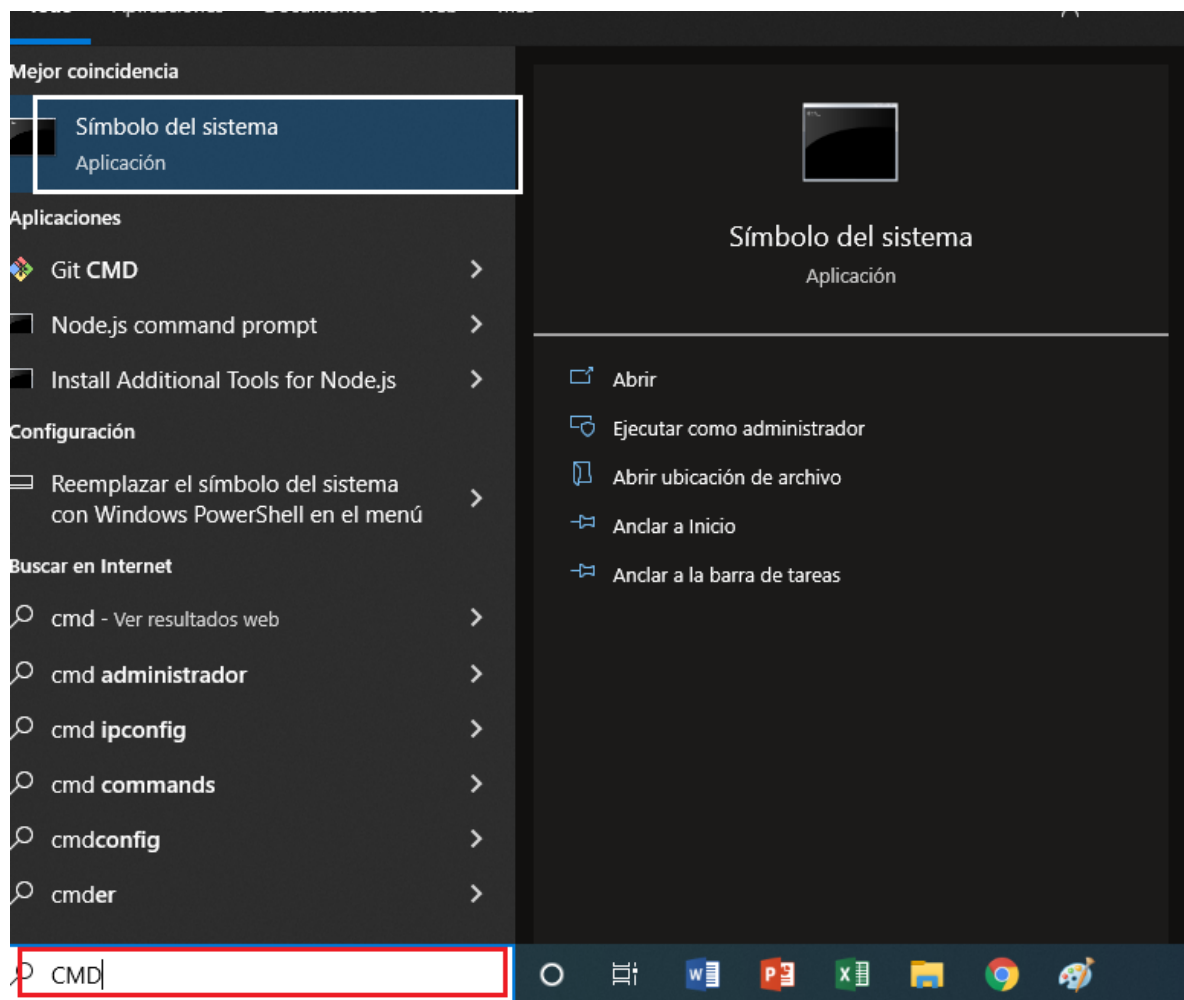 Mejor coincidencia
Símbolo del sistema
Aplicación
Aplicaciones
Git CMD
Node.js command prompt
Install Additional Tools for Node.js
Configuración
Reemplazar el símbolo del sistema
con Windows PowerShell en el menú
Buscar en Internet
cmd - Ver resultados web
cmd administrador
cmd ipconfig
cmd commands
cmdconfig
cmder
CMD
Símbolo del sistema
Aplicación
Abrir
Ejecutar como administrador
Abrir ubicación de archivo
Anclar a Inicio
Anclar a la barra de tareas